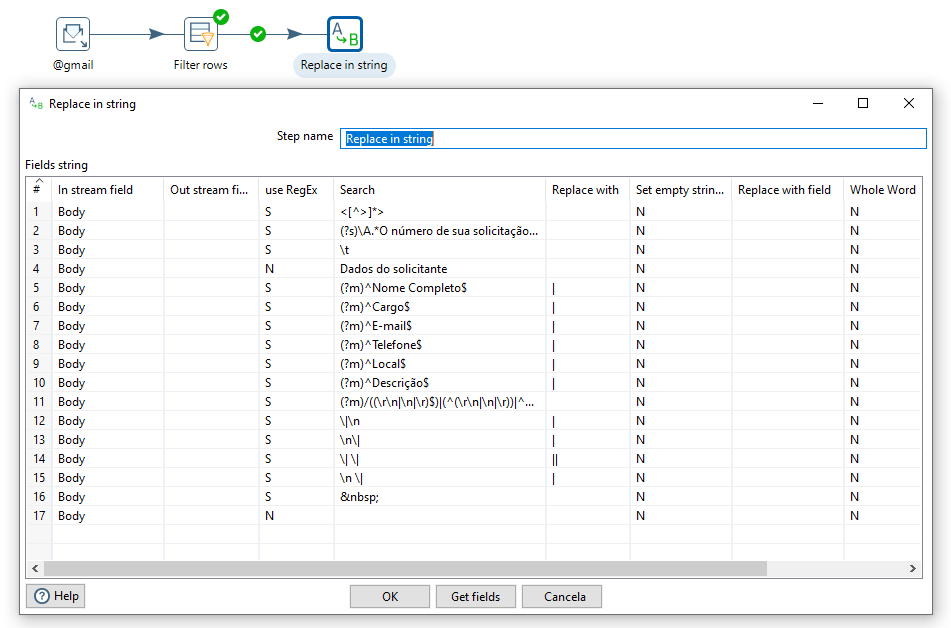 @gmail Filter rows Replace in string
Replace in string
Step name Replace in string
Fields string
# In stream field Out stream fi... use RegEx Search Replace with Set empty strin... Replace with field Whole Word
1 Body S <[^>]*> N N
2 Body S (?s)\A.*O número de sua solicitação... N N
3 Body S \t N N
4 Body N Dados do solicitante N N
5 Body S (?m)^Nome Completo$ | N N
6 Body S (?m)^Cargo$ | N N
7 Body S (?m)^E-mail$ | N N
8 Body S (?m)^Telefone$ | N N
9 Body S (?m)^Local$ | N N
10 Body S (?m)^Descrição$ | N N
11 Body S (?m)/((\r\n|\n|\r)$)|(^(\r\n|\n|\r))|^... N N
12 Body S \|\n | N N
13 Body S \n\| | N N
14 Body S \| \| || N N
15 Body S \n \| | N N
16 Body S &nbsp; N N
17 Body N N N
Help OK Get fields Cancela